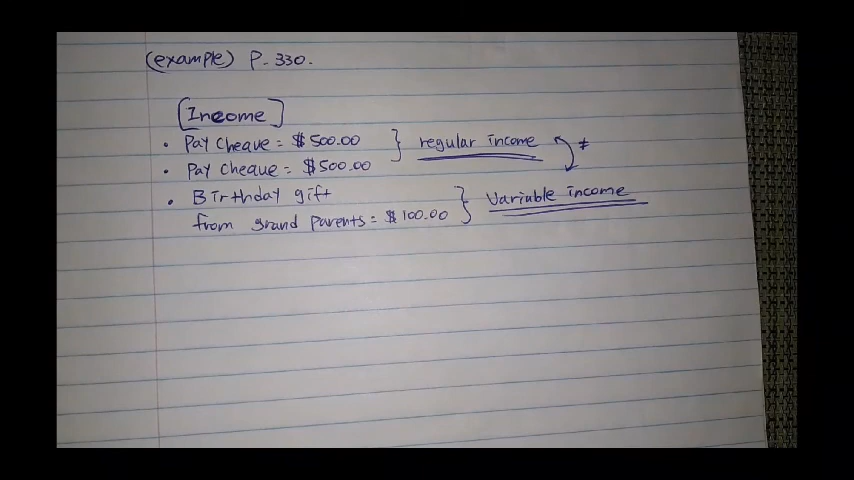 (example) P-330.
[Income]
• Pay Cheque = $500.00 } regular income ≠
• Pay Cheque = $500.00
• Birthday gift
from grand parents = $100.00 } Variable income